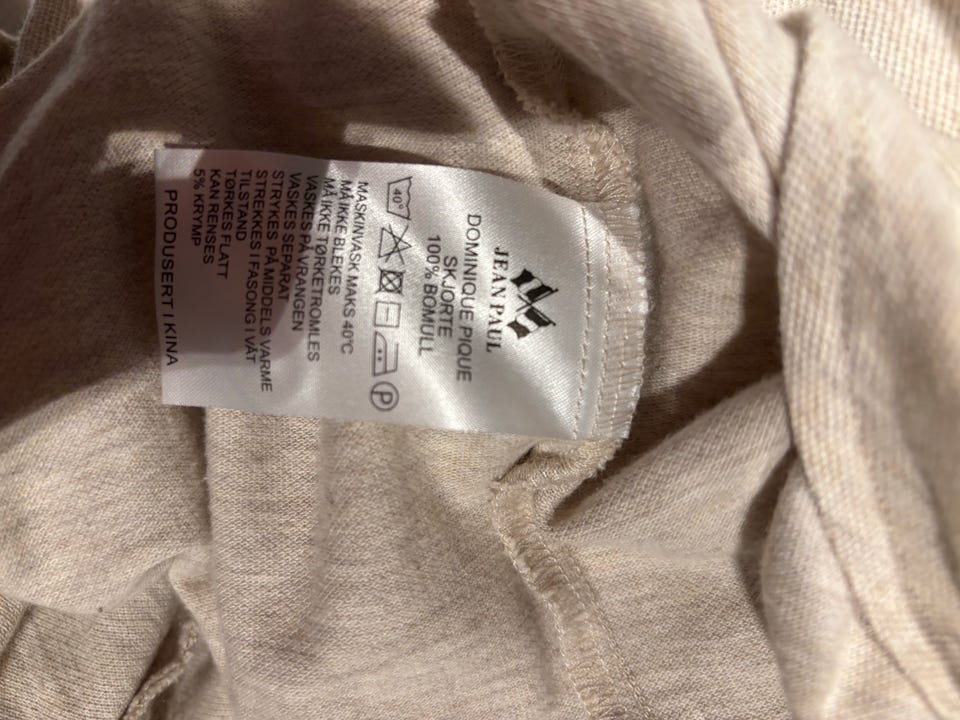 JEAN PAUL
DOMINIQUE PIQUE
SKJORTE
100% BOMULL
40°
P
MASKINVASK MAKS 40°C
MÅ IKKE BLEKES
MÅ IKKE TØRKETROMLES
VASKES PÅ VRANGEN
VASKES SEPARAT
STRYKES PÅ MIDDELS VARME
STREKKES I FASONG I VÅT
TILSTAND
TØRKES FLATT
KAN RENSES
5% KRYMP
PRODUSERT I KINA